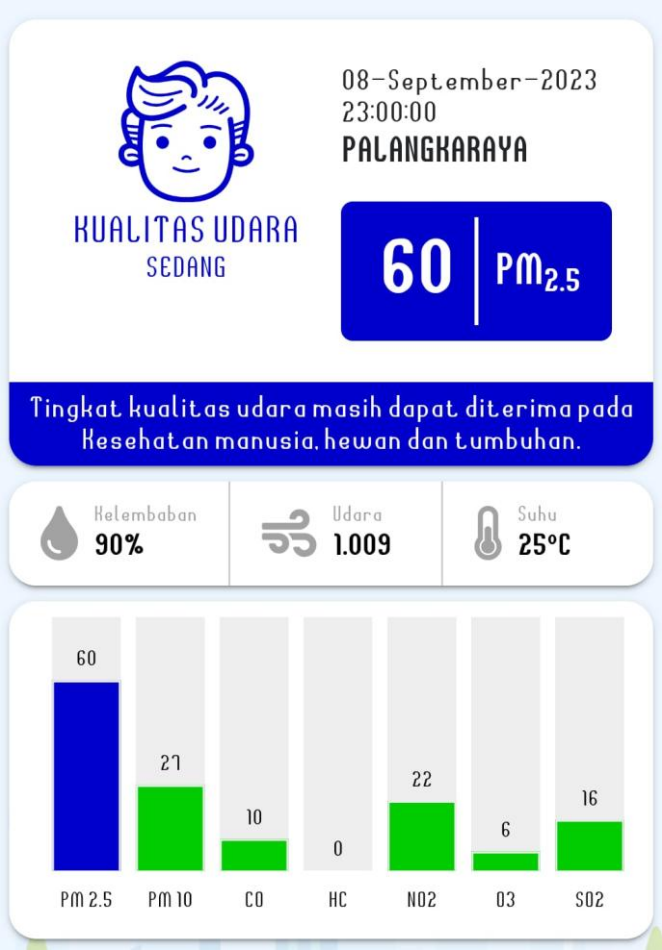 08-September-2023
23:00:00
PALANGKARAYA
KUALITAS UDARA
SEDANG
60 PM2.5
Tingkat kualitas udara masih dapat diterima pada
Kesehatan manusia, hewan dan tumbuhan.
Kelembaban
90%
Udara
1.009
Suhu
25°C
60
27
10
0
22
6
16
PM 2.5 PM 10 CO HC NO2 O3 SO2